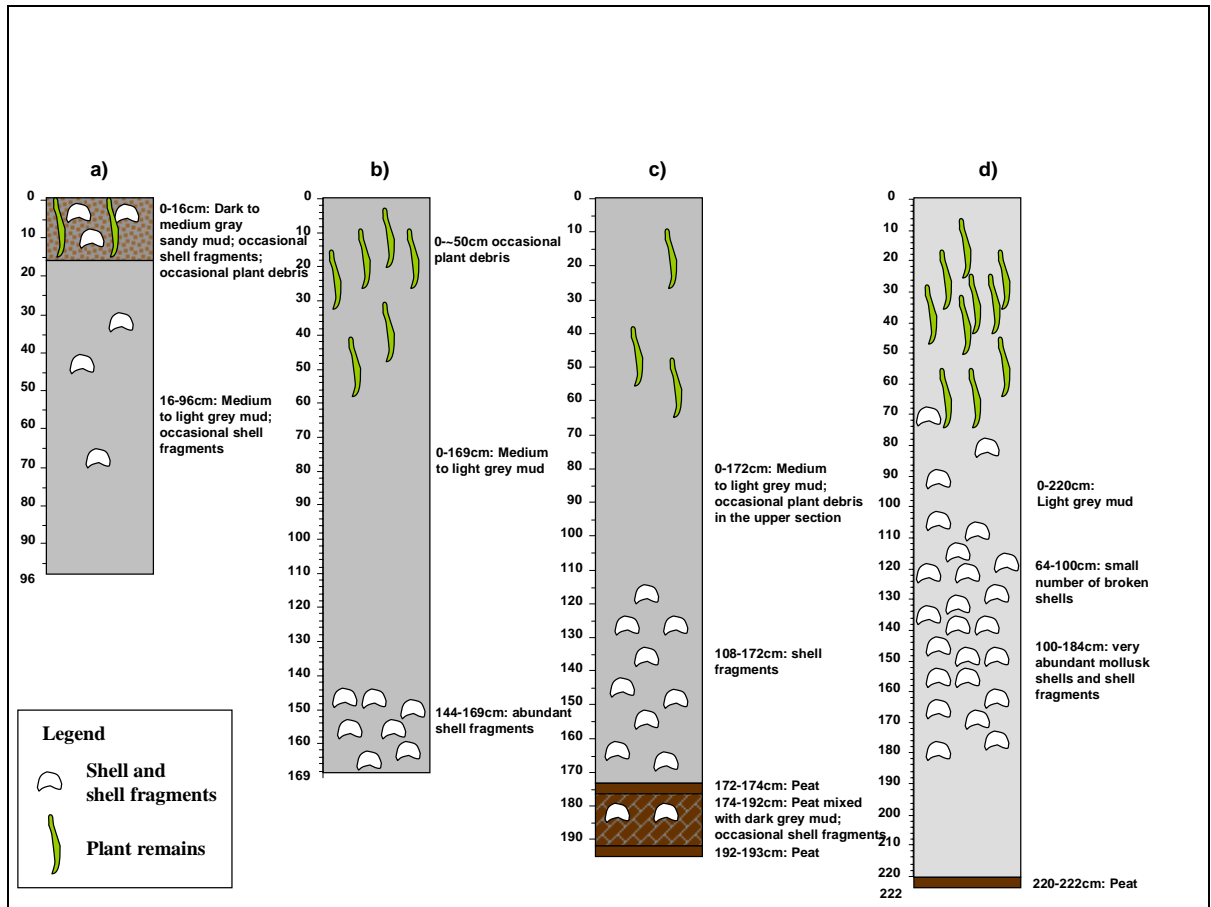 a)
0
10
20
30
40
50
60
70
80
90
96
0-16cm: Dark to
medium gray
sandy mud; occasional
shell fragments;
occasional plant debris
16-96cm: Medium
to light grey mud;
occasional shell
fragments
b)
0
10
20
30
40
50
60
70
80
90
100
110
120
130
140
150
160
169
0-~50cm occasional
plant debris
0-169cm: Medium
to light grey mud
144-169cm: abundant
shell fragments
c)
0
10
20
30
40
50
60
70
80
90
100
110
120
130
140
150
160
170
180
190
0-172cm: Medium
to light grey mud;
occasional plant debris
in the upper section
108-172cm: shell
fragments
172-174cm: Peat
174-192cm: Peat mixed
with dark grey mud;
occasional shell fragments
192-193cm: Peat
d)
0
10
20
30
40
50
60
70
80
90
100
110
120
130
140
150
160
170
180
190
200
210
220
222
0-220cm:
Light grey mud
64-100cm: small
number of broken
shells
100-184cm: very
abundant mollusk
shells and shell
fragments
220-222cm: Peat
Legend
Shell and
shell fragments
Plant remains